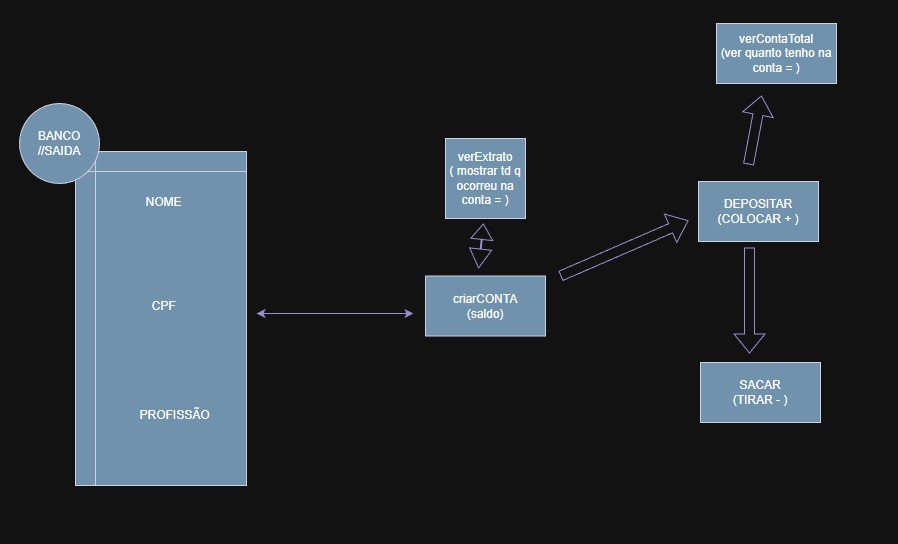 BANCO
//SAIDA
NOME
CPF
PROFISSÃO
verExtrato
( mostrar td q
ocorreu na
conta = )
criarCONTA
(saldo)
verContaTotal
(ver quanto tenho na
conta = )
DEPOSITAR
(COLOCAR + )
SACAR
(TIRAR - )